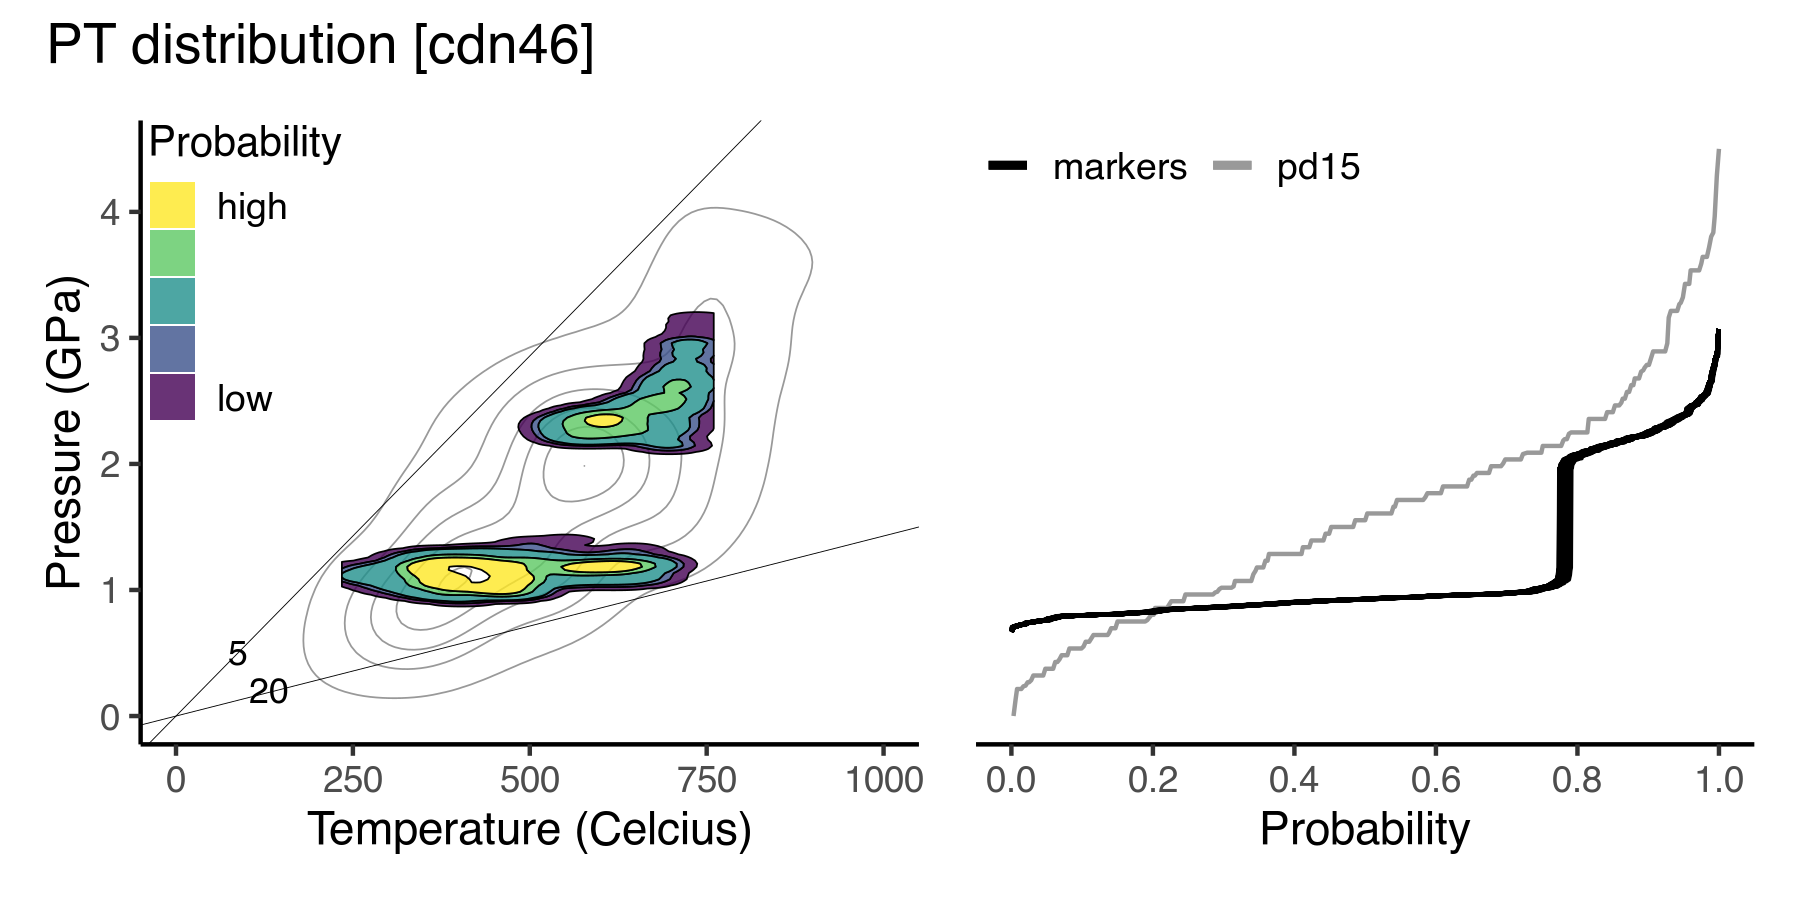 PT distribution [cdn46]
Probability
high
low
markers
pd15
4
3
2
1
0
Pressure (GPa)
5
20
0
250
500
750
1000
Temperature (Celcius)
0.0
0.2
0.4
0.6
0.8
1.0
Probability